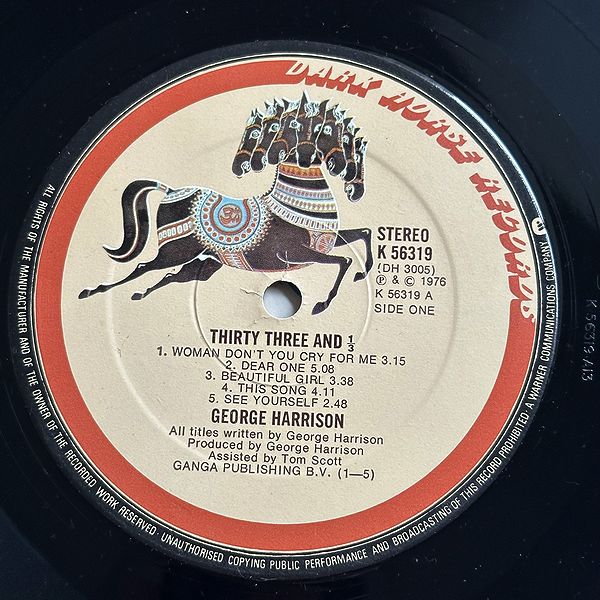 DARK HORSE RECORDS
STEREO
K 56319
(DH 3005)
℗ & © 1976
K 56319 A
SIDE ONE
THIRTY THREE AND 1/3
1. WOMAN DON'T YOU CRY FOR ME 3.15
2. DEAR ONE 5.08
3. BEAUTIFUL GIRL 3.38
4. THIS SONG 4.11
5. SEE YOURSELF 2.48
GEORGE HARRISON
All titles written by George Harrison
Produced by George Harrison
Assisted by Tom Scott
GANGA PUBLISHING B.V. (1—5)
ALL RIGHTS OF THE MANUFACTURER AND OF THE OWNER OF THE RECORDED WORK RESERVED · UNAUTHORISED COPYING PUBLIC PERFORMANCE AND BROADCASTING OF THIS RECORD PROHIBITED · A WARNER COMMUNICATIONS COMPANY.